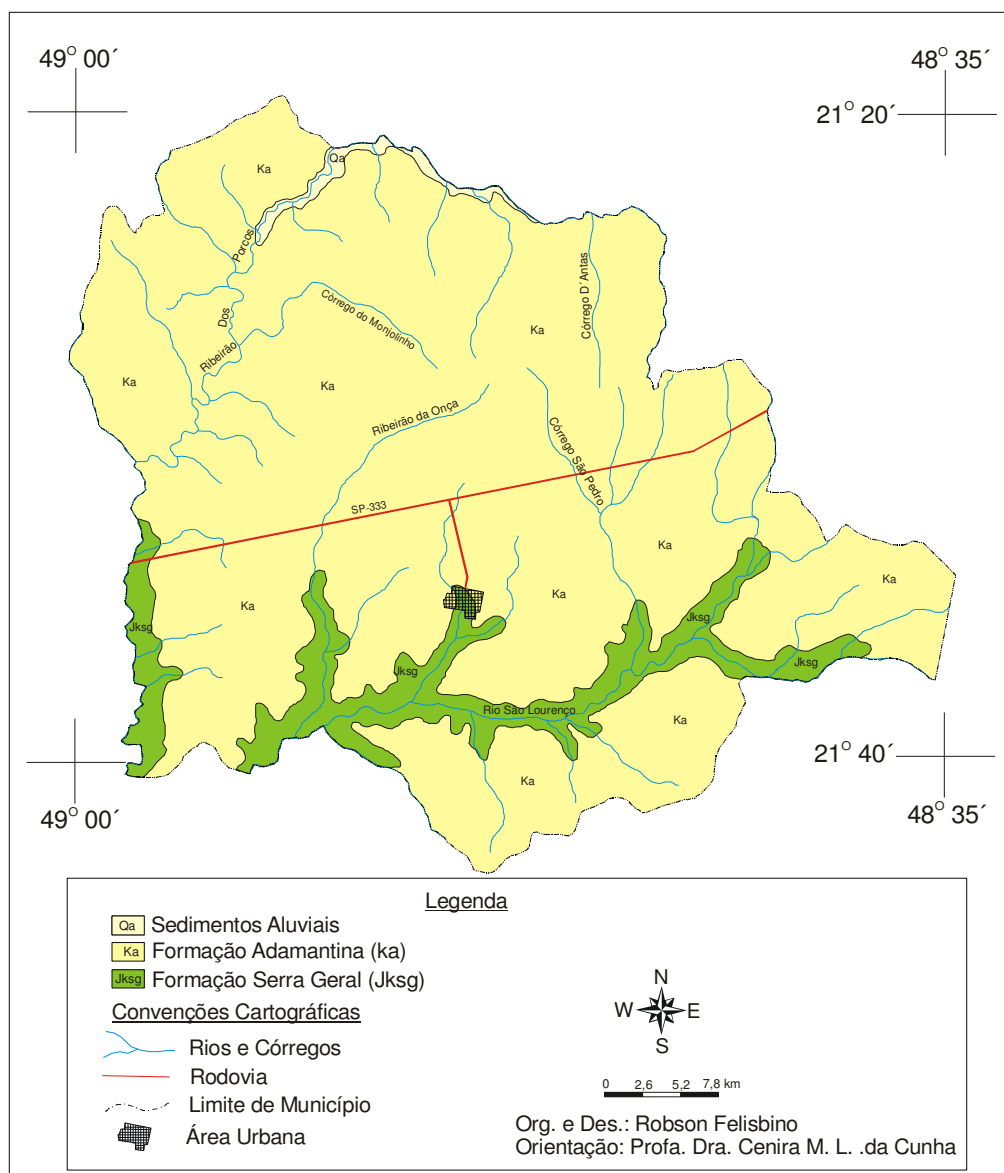 49° 00´
48° 35´
21° 20´
Qa
Ka
Porcos
Dos
Ribeirão
Córrego do Monjolinho
Córrego D´Antas
Ka
Ka
Ka
Ribeirão da Onça
Córrego São Pedro
SP-333
Ka
Ka
Ka
Ka
Jksg
Jksg
Jksg
Jksg
Rio São Lourenço
Ka
Ka
21° 40´
49° 00´
48° 35´
Legenda
Qa Sedimentos Aluviais
Ka Formação Adamantina (ka)
Jksg Formação Serra Geral (Jksg)
Convenções Cartográficas
Rios e Córregos
Rodovia
Limite de Município
Área Urbana
N
W E
S
0 2,6 5,2 7,8 km
Org. e Des.: Robson Felisbino
Orientação: Profa. Dra. Cenira M. L. .da Cunha